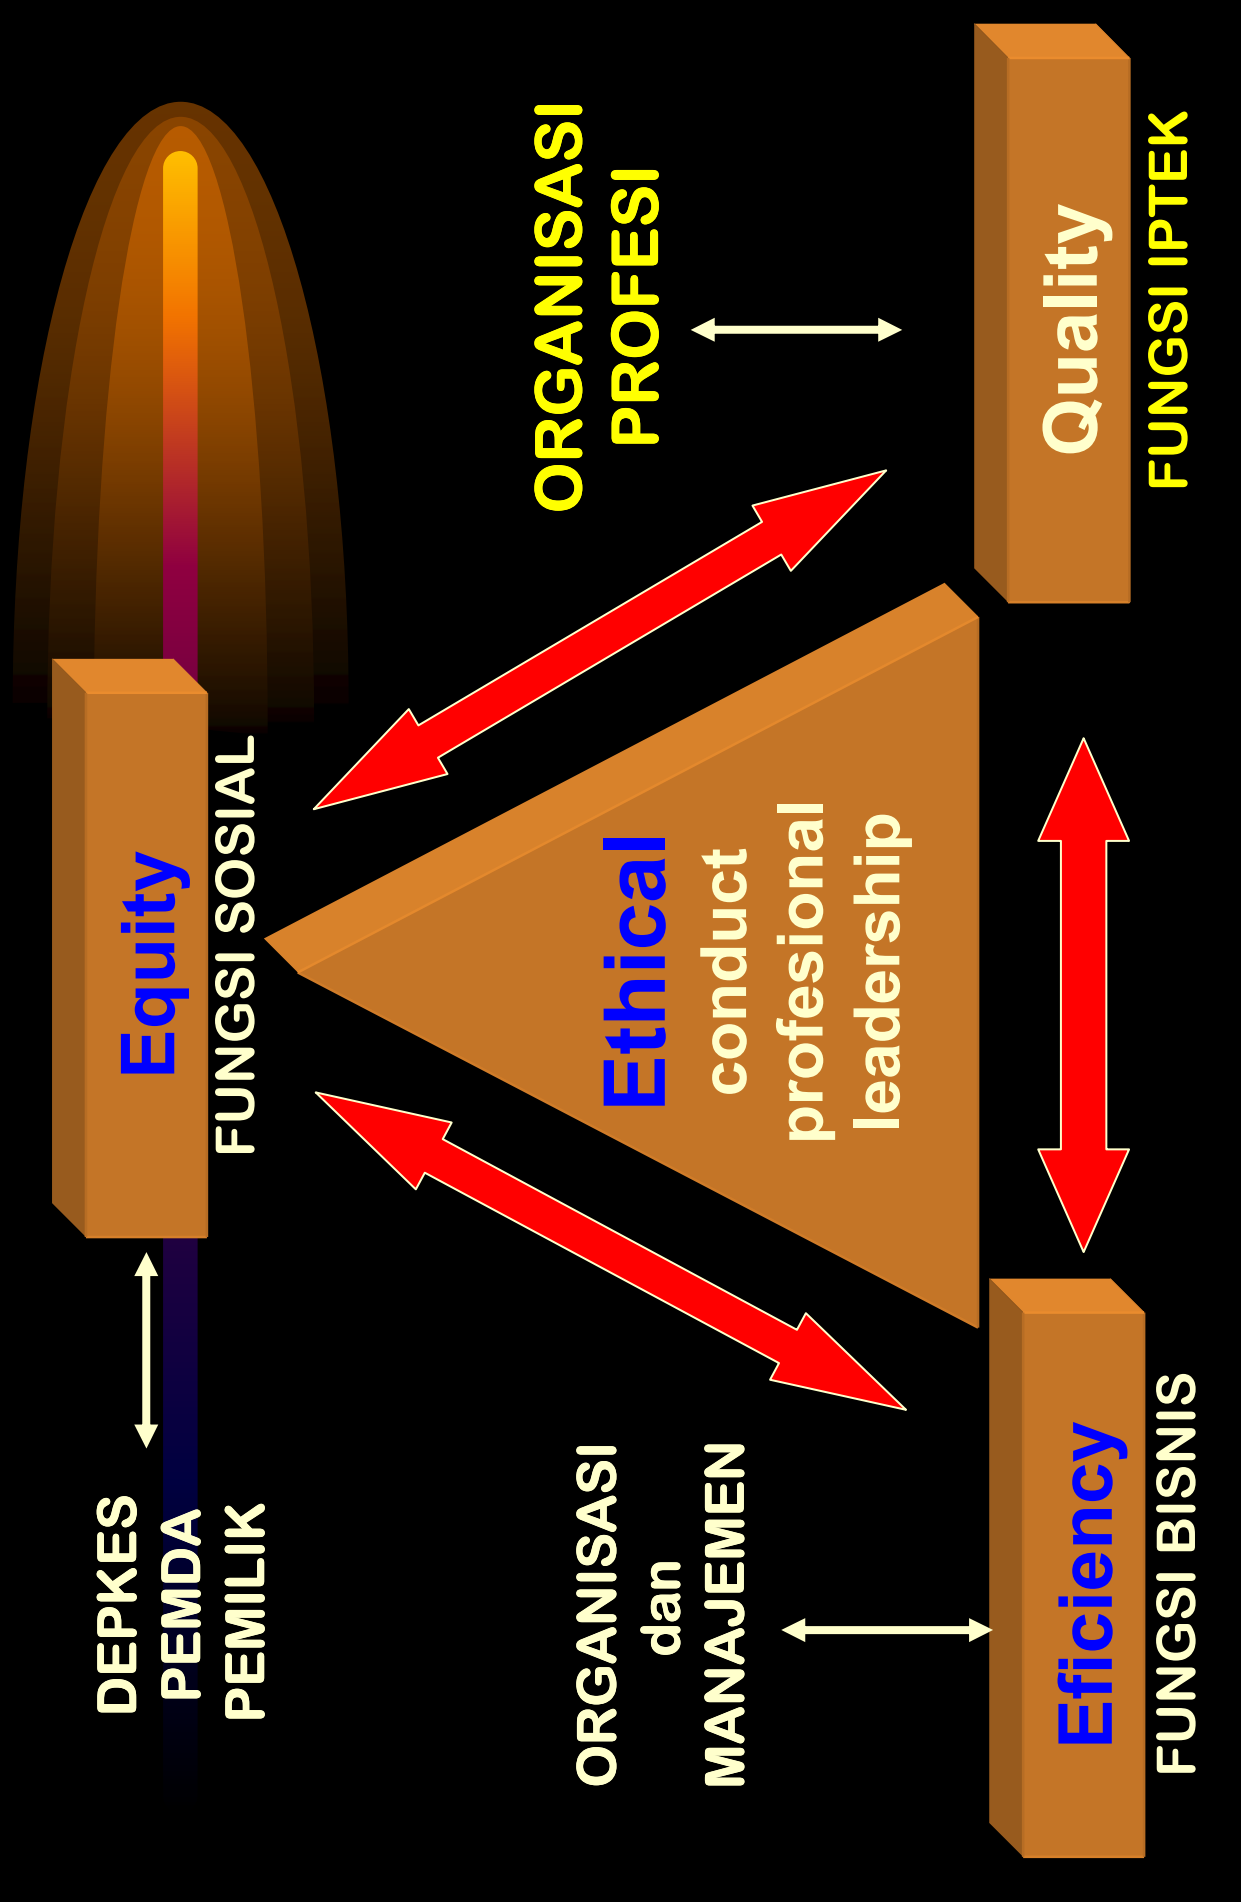 DEPKES
PEMDA
PEMILIK
Equity
FUNGSI SOSIAL
ORGANISASI
PROFESI
Ethical
conduct
profesional
leadership
ORGANISASI
dan
MANAJEMEN
Eficiency
FUNGSI BISNIS
Quality
FUNGSI IPTEK